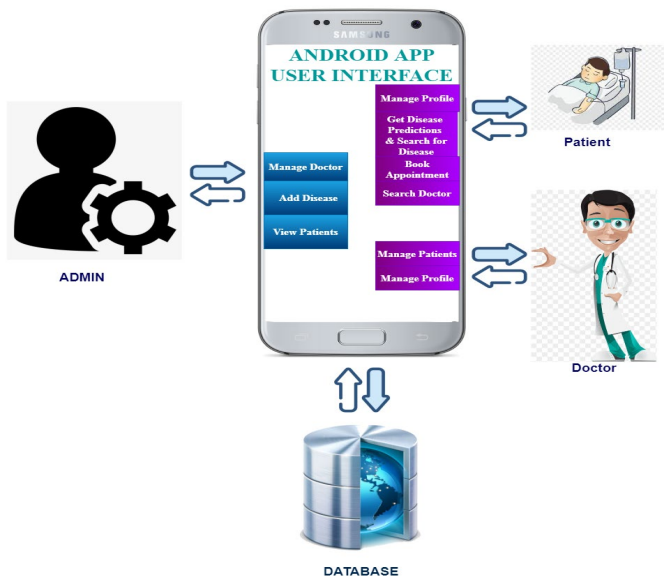 SAMSUNG
ANDROID APP
USER INTERFACE
Manage Profile
Get Disease
Predictions
& Search for
Disease
Book
Appointment
Search Doctor
Patient
Manage Doctor
Add Disease
View Patients
ADMIN
Manage Patients
Manage Profile
Doctor
DATABASE